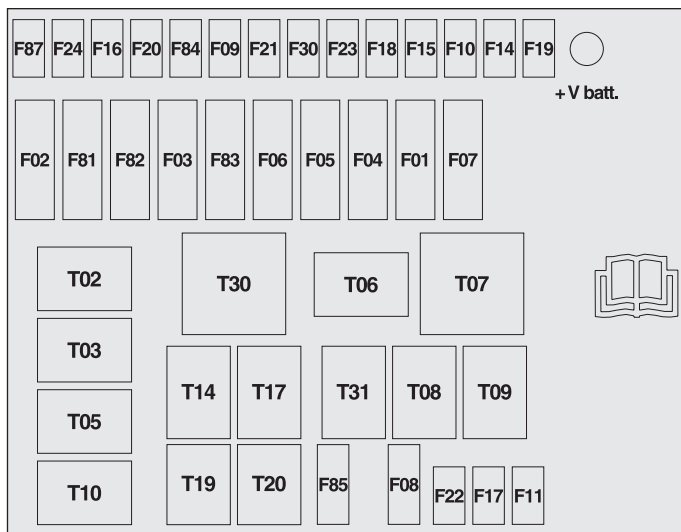 F87 F24 F16 F20 F84 F09 F21 F30 F23 F18 F15 F10 F14 F19
+ V batt.
F02 F81 F82 F03 F83 F06 F05 F04 F01 F07
T02 T30 T06 T07
T03
T14 T17 T31 T08 T09
T05
T10 T19 T20 F85 F08 F22 F17 F11